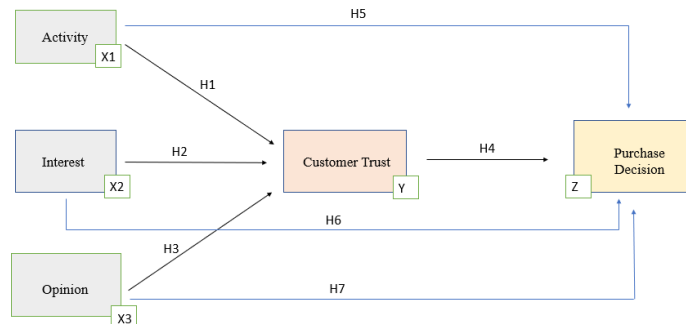 H5
Activity
X1
H1
Interest
X2
H2
Customer Trust
Y
H4
Purchase
Decision
Z
H6
H3
Opinion
X3
H7